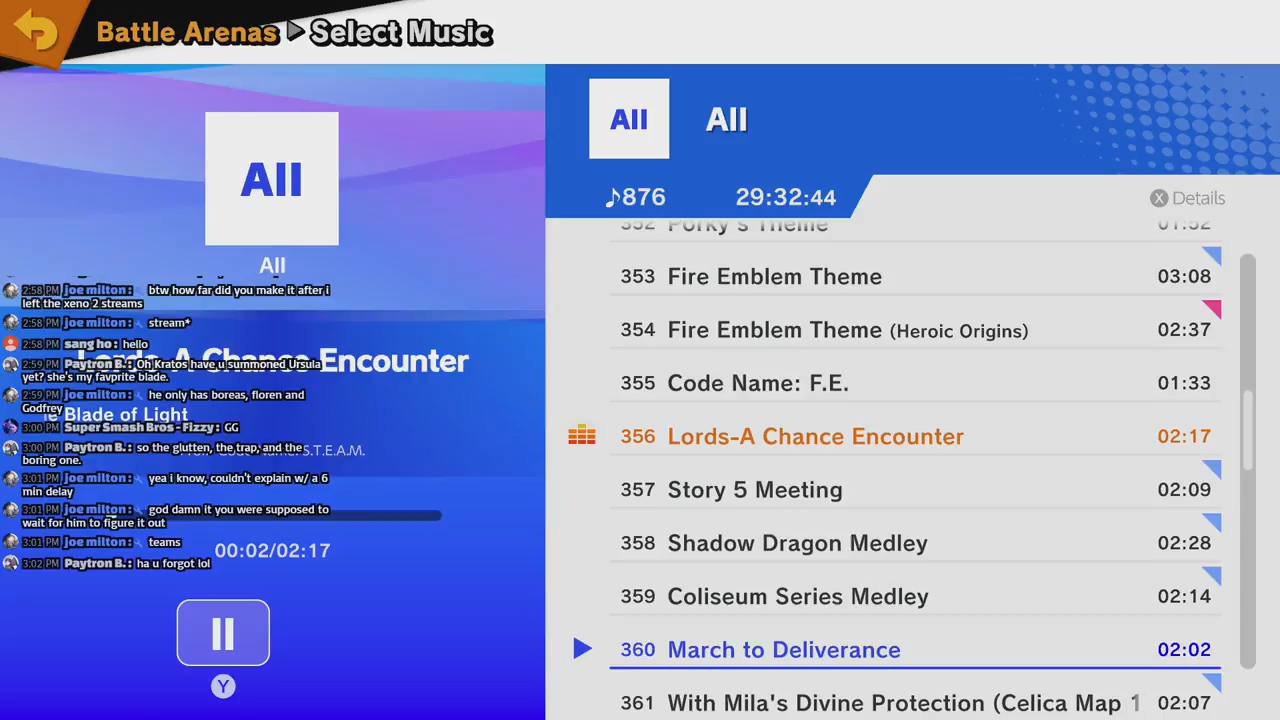 Battle Arenas ▶ Select Music
All
All
♪876 29:32:44
X Details
All
All
352 Porky's Theme 01:52
353 Fire Emblem Theme 03:08
354 Fire Emblem Theme (Heroic Origins) 02:37
355 Code Name: F.E. 01:33
356 Lords-A Chance Encounter 02:17
357 Story 5 Meeting 02:09
358 Shadow Dragon Medley 02:28
359 Coliseum Series Medley 02:14
360 March to Deliverance 02:02
361 With Mila's Divine Protection (Celica Map 1 02:07
2:58 PM joe milton: btw how far did you make it after i
left the xeno 2 streams
2:58 PM joe milton: stream*
2:58 PM sang ho: hello
Lords-A Chance Encounter
2:59 PM Paytron B.: Oh Kratos have u summoned Ursula
yet? she's my favprite blade.
2:59 PM joe milton: he only has boreas, floren and
Godfrey
Blade of Light
3:00 PM Super Smash Bros - Fizzy: GG
3:00 PM Paytron B.: so the glutten, the trap, and the
boring one.
S.T.E.A.M.
3:01 PM joe milton: yea i know, couldn't explain w/ a 6
min delay
3:01 PM joe milton: god damn it you were supposed to
wait for him to figure it out
3:01 PM joe milton: teams
00:02/02:17
3:02 PM Paytron B.: ha u forgot lol
Y